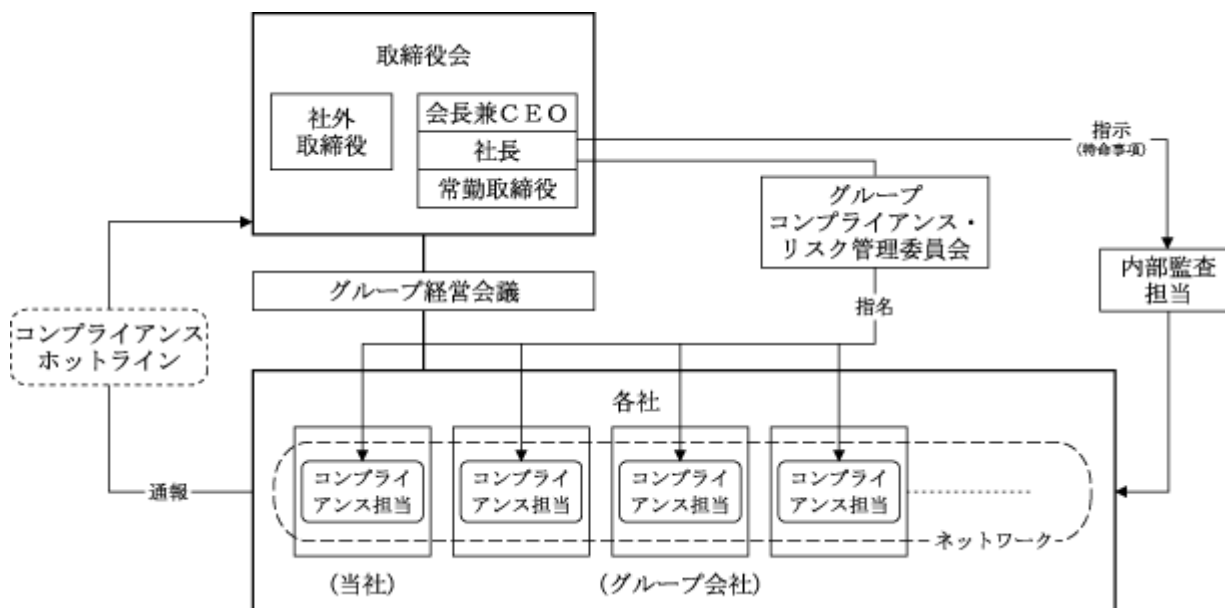 取締役会
社外
取締役
会長兼CEO
社長
常勤取締役
指示
(特命事項)
グループ
コンプライアンス・
リスク管理委員会
内部監査
担当
グループ経営会議
指名
コンプライアンス
ホットライン
各社
コンプライ
アンス担当
コンプライ
アンス担当
コンプライ
アンス担当
コンプライ
アンス担当
通報
ネットワーク
(当社)
(グループ会社)